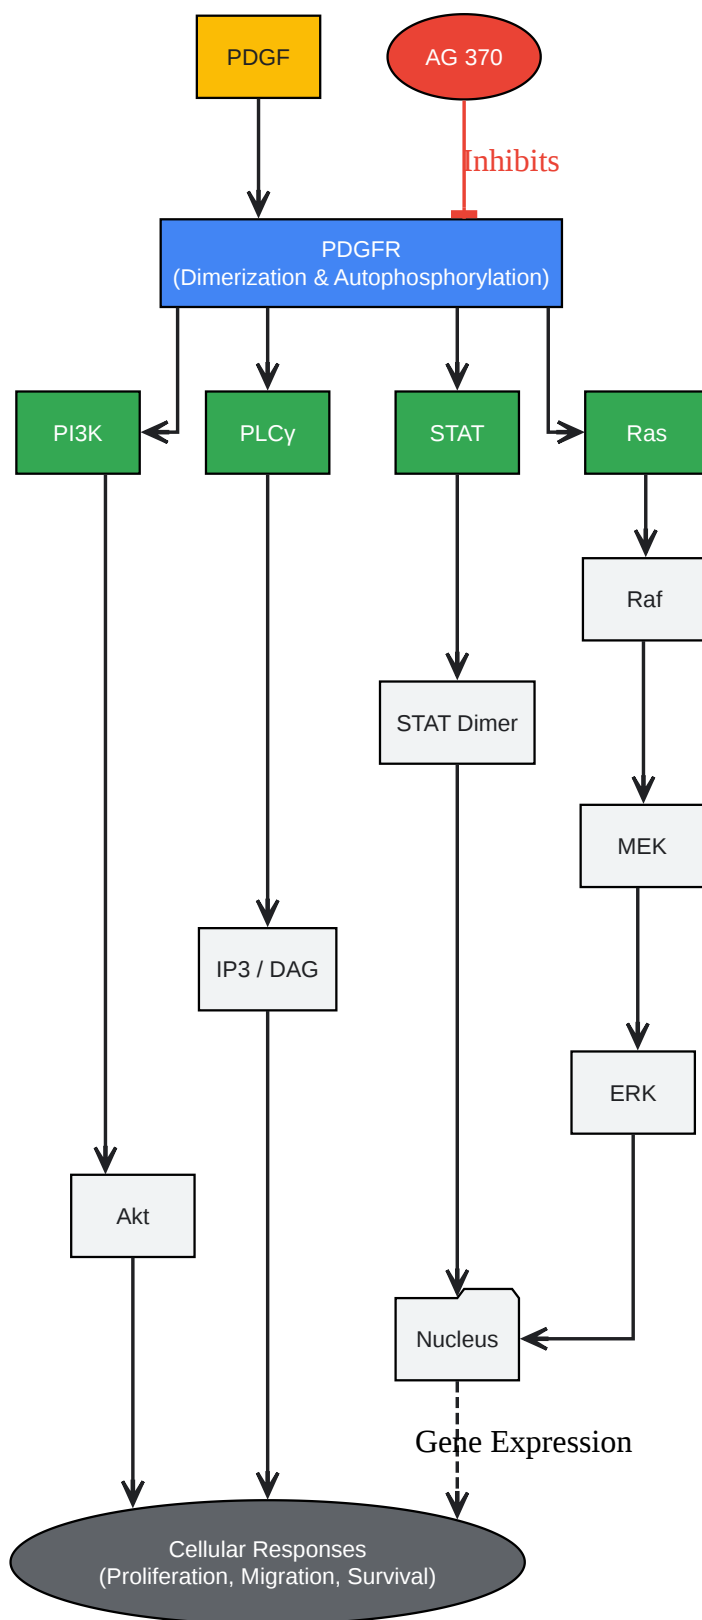 PDGF
AG 370
Inhibits
PDGFR
(Dimerization & Autophosphorylation)
PI3K
PLCγ
STAT
Ras
Raf
STAT Dimer
MEK
IP3 / DAG
ERK
Akt
Nucleus
Gene Expression
Cellular Responses
(Proliferation, Migration, Survival)